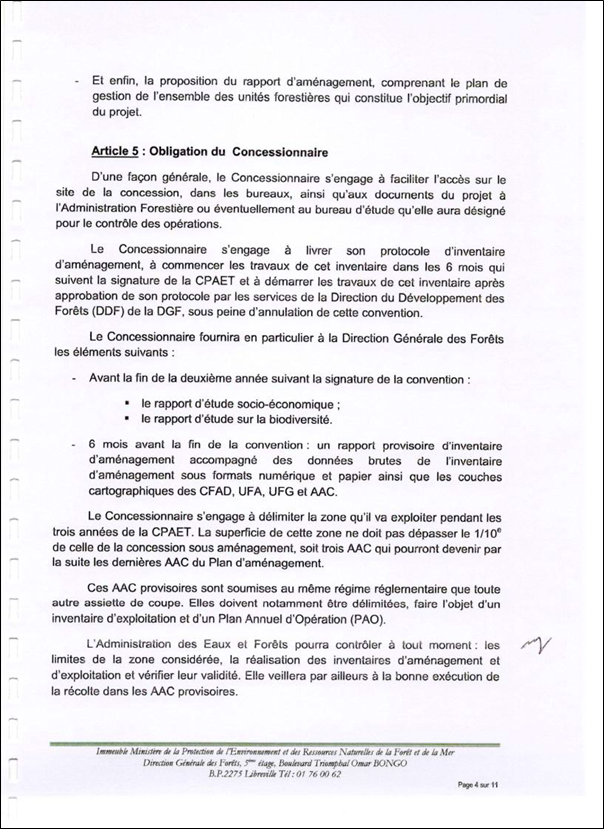 - Et enfin, la proposition du rapport d'aménagement, comprenant le plan de
gestion de l'ensemble des unités forestières qui constitue l'objectif primordial
du projet.
Article 5 : Obligation du Concessionnaire
D'une façon générale, le Concessionnaire s'engage à faciliter l'accès sur le
site de la concession, dans les bureaux, ainsi qu'aux documents du projet à
l'Administration Forestière ou éventuellement au bureau d'étude qu'elle aura désigné
pour le contrôle des opérations.
Le Concessionnaire s'engage à livrer son protocole d'inventaire
d'aménagement, à commencer les travaux de cet inventaire dans les 6 mois qui
suivent la signature de la CPAET et à démarrer les travaux de cet inventaire après
approbation de son protocole par les services de la Direction du Développement des
Forêts (DDF) de la DGF, sous peine d'annulation de cette convention.
Le Concessionnaire fournira en particulier à la Direction Générale des Forêts
les éléments suivants :
- Avant la fin de la deuxième année suivant la signature de la convention :
▪ le rapport d'étude socio-économique ;
▪ le rapport d'étude sur la biodiversité.
- 6 mois avant la fin de la convention : un rapport provisoire d'inventaire
d'aménagement accompagné des données brutes de l'inventaire
d'aménagement sous formats numérique et papier ainsi que les couches
cartographiques des CFAD, UFA, UFG et AAC.
Le Concessionnaire s'engage à délimiter la zone qu'il va exploiter pendant les
trois années de la CPAET. La superficie de cette zone ne doit pas dépasser le 1/10e
de celle de la concession sous aménagement, soit trois AAC qui pourront devenir par
la suite les dernières AAC du Plan d'aménagement.
Ces AAC provisoires sont soumises au même régime réglementaire que toute
autre assiette de coupe. Elles doivent notamment être délimitées, faire l'objet d'un
inventaire d'exploitation et d'un Plan Annuel d'Opération (PAO).
L'Administration des Eaux et Forêts pourra contrôler à tout moment : les
limites de la zone considérée, la réalisation des inventaires d'aménagement et
d'exploitation et vérifier leur validité. Elle veillera par ailleurs à la bonne exécution de
la récolte dans les AAC provisoires.
Immeuble Ministère de la Protection de l'Environnement et des Ressources Naturelles de la Forêt et de la Mer
Direction Générale des Forêts, 5ème étage, Boulevard Triomphal Omar BONGO
B.P.2275 Libreville Tél : 01 76 00 62
Page 4 sur 11